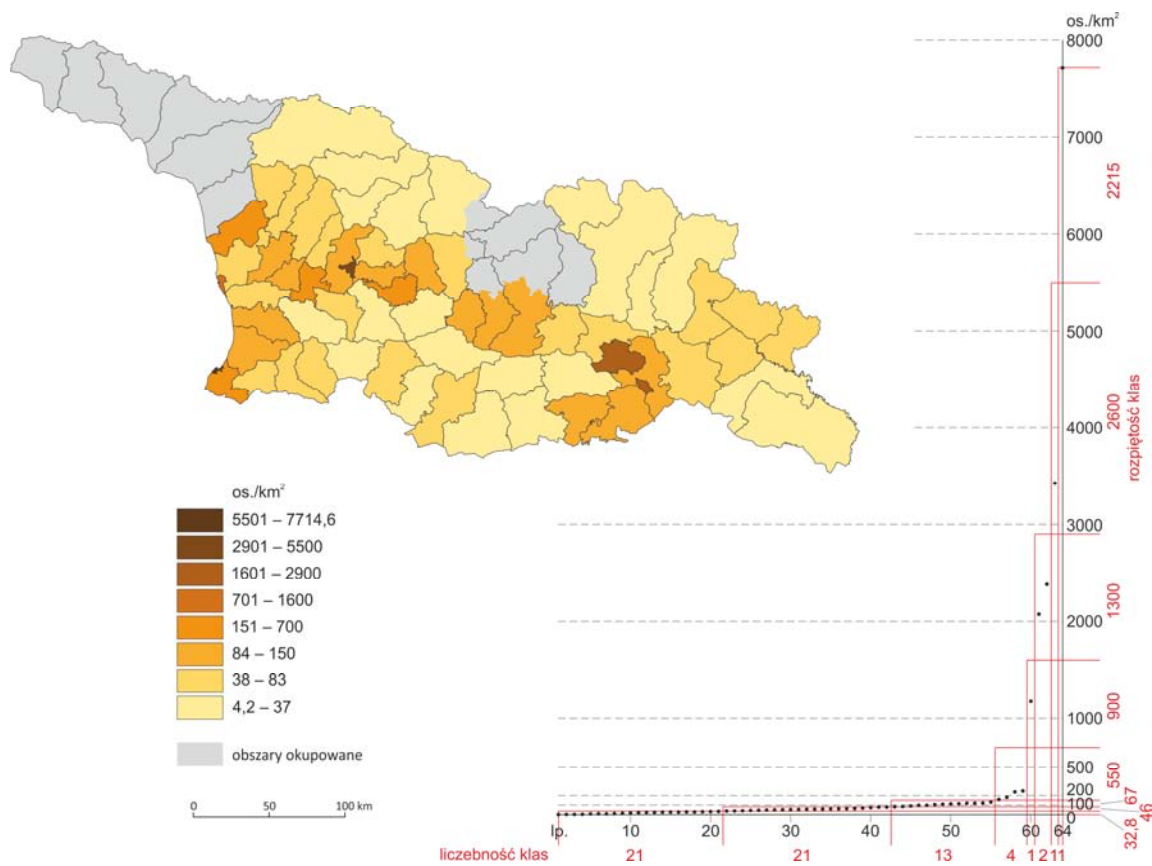 os./km²
8000
7000
6000
5000
4000
3000
2000
1000
500
200
100
0
2215
2600
rozpiętość klas
1300
900
550
67
46
32,8
os./km²
5501 – 7714,6
2901 – 5500
1601 – 2900
701 – 1600
151 – 700
84 – 150
38 – 83
4,2 – 37
obszary okupowane
0 50 100 km
lp. 10 20 30 40 50 60 64
liczebność klas 21 21 13 4 1 2 1 1